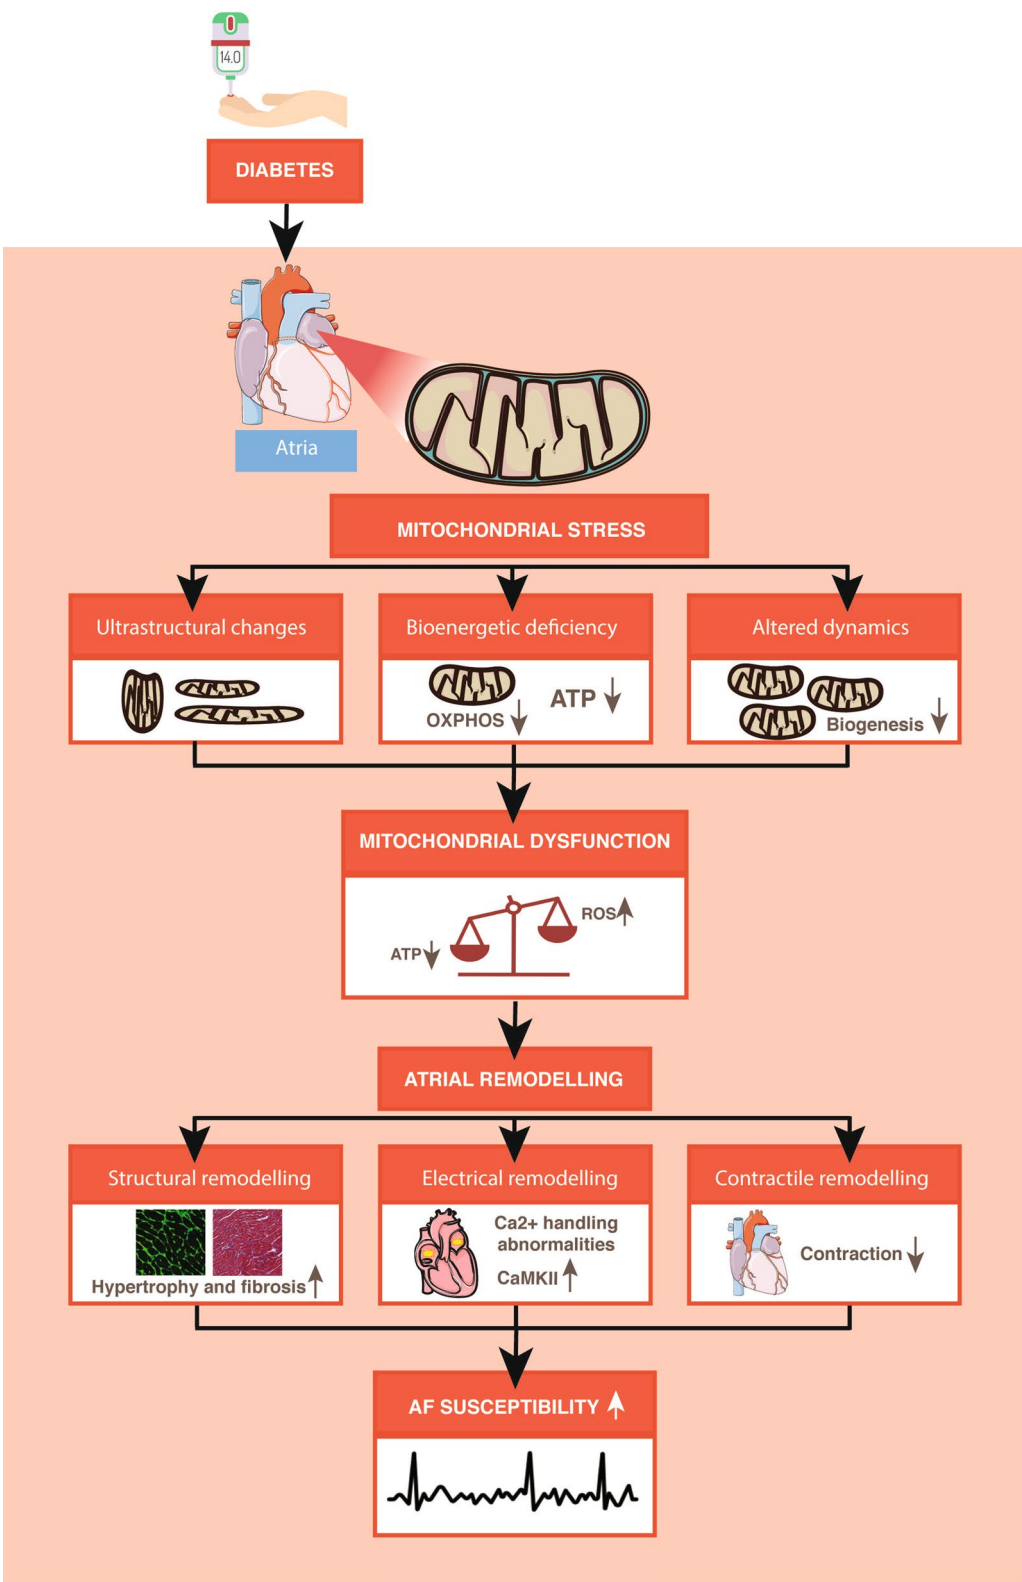 14.0
DIABETES
Atria
MITOCHONDRIAL STRESS
Ultrastructural changes
Bioenergetic deficiency
OXPHOS
ATP
Altered dynamics
Biogenesis
MITOCHONDRIAL DYSFUNCTION
ATP
ROS
ATRIAL REMODELLING
Structural remodelling
Hypertrophy and fibrosis
Electrical remodelling
Ca2+ handling
abnormalities
CaMKII
Contractile remodelling
Contraction
AF SUSCEPTIBILITY